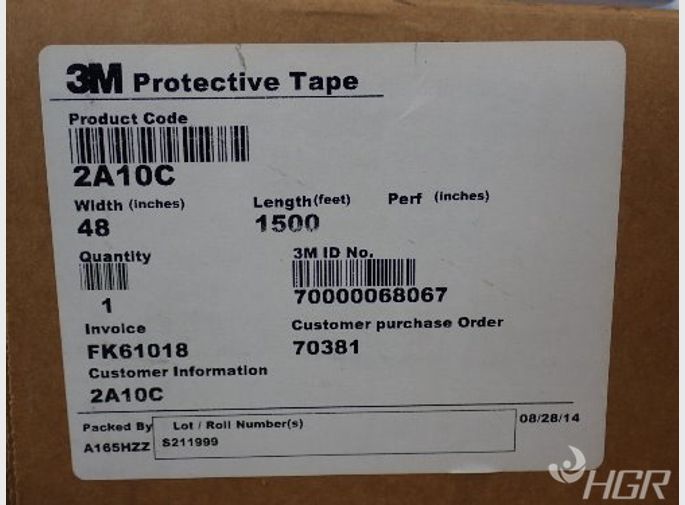 3M Protective Tape
Product Code
2A10C
Width (inches) Length(feet) Perf (inches)
48 1500
Quantity 3M ID No.
1 70000068067
Invoice Customer purchase Order
FK61018 70381
Customer Information
2A10C
Packed By Lot / Roll Number(s) 08/28/14
A165HZZ S211999
HGR